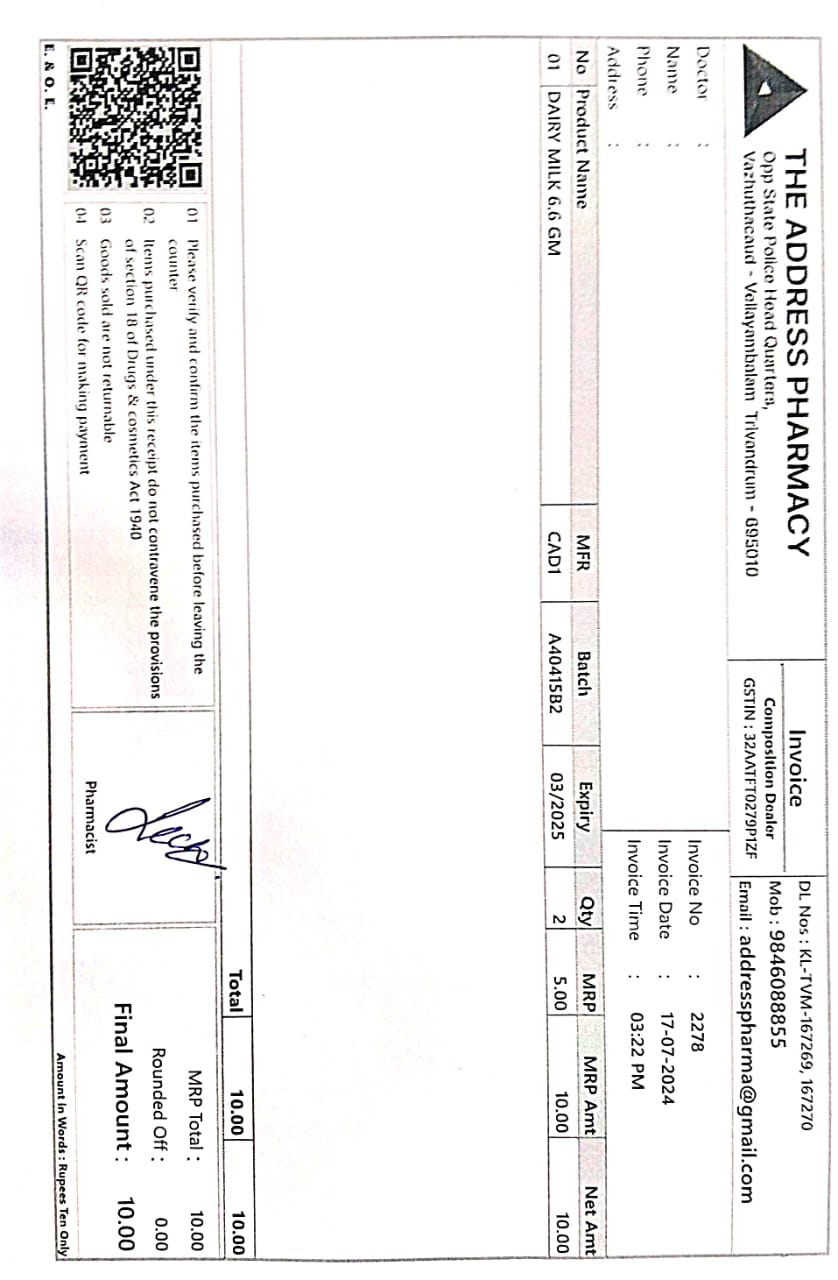 THE ADDRESS PHARMACY
Opp State Police Head Quarters,
Vazhuthacaud - Vellayambalam Trivandrum - 695010
Invoice
Composition Dealer
GSTIN : 32AATFT0279P1ZF
DL Nos : KL-TVM-167269, 167270
Mob : 9846088855
Email : addresspharma@gmail.com
Doctor :
Name :
Phone :
Address :
Invoice No : 2278
Invoice Date : 17-07-2024
Invoice Time : 03:22 PM
No Product Name MFR Batch Expiry Qty MRP MRP Amt Net Amt
01 DAIRY MILK 6.6 GM CAD1 A40415B2 03/2025 2 5.00 10.00 10.00
Total 10.00 10.00
01 Please verify and confirm the items purchased before leaving the
counter
02 Items purchased under this receipt do not contravene the provisions
of section 18 of Drugs & cosmetics Act 1940
03 Goods sold are not returnable
04 Scan QR code for making payment
Pharmacist
MRP Total : 10.00
Rounded Off : 0.00
Final Amount : 10.00
E. & O. E.
Amount In Words : Rupees Ten Only